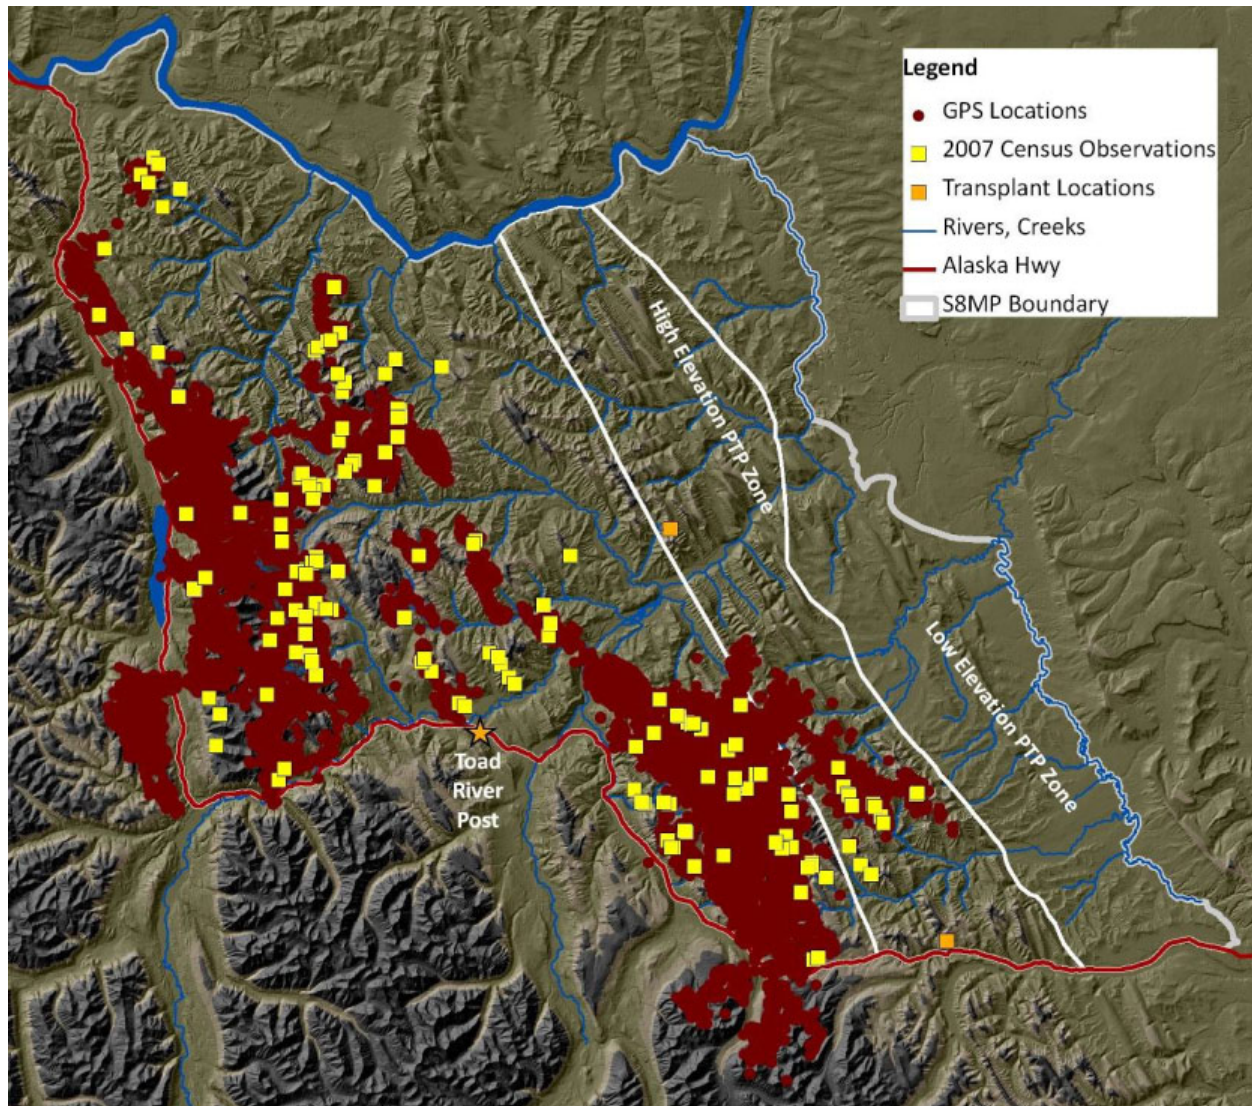 Legend
GPS Locations
2007 Census Observations
Transplant Locations
Rivers, Creeks
Alaska Hwy
S8MP Boundary
High Elevation PTP Zone
Low Elevation PTP Zone
Toad
River
Post